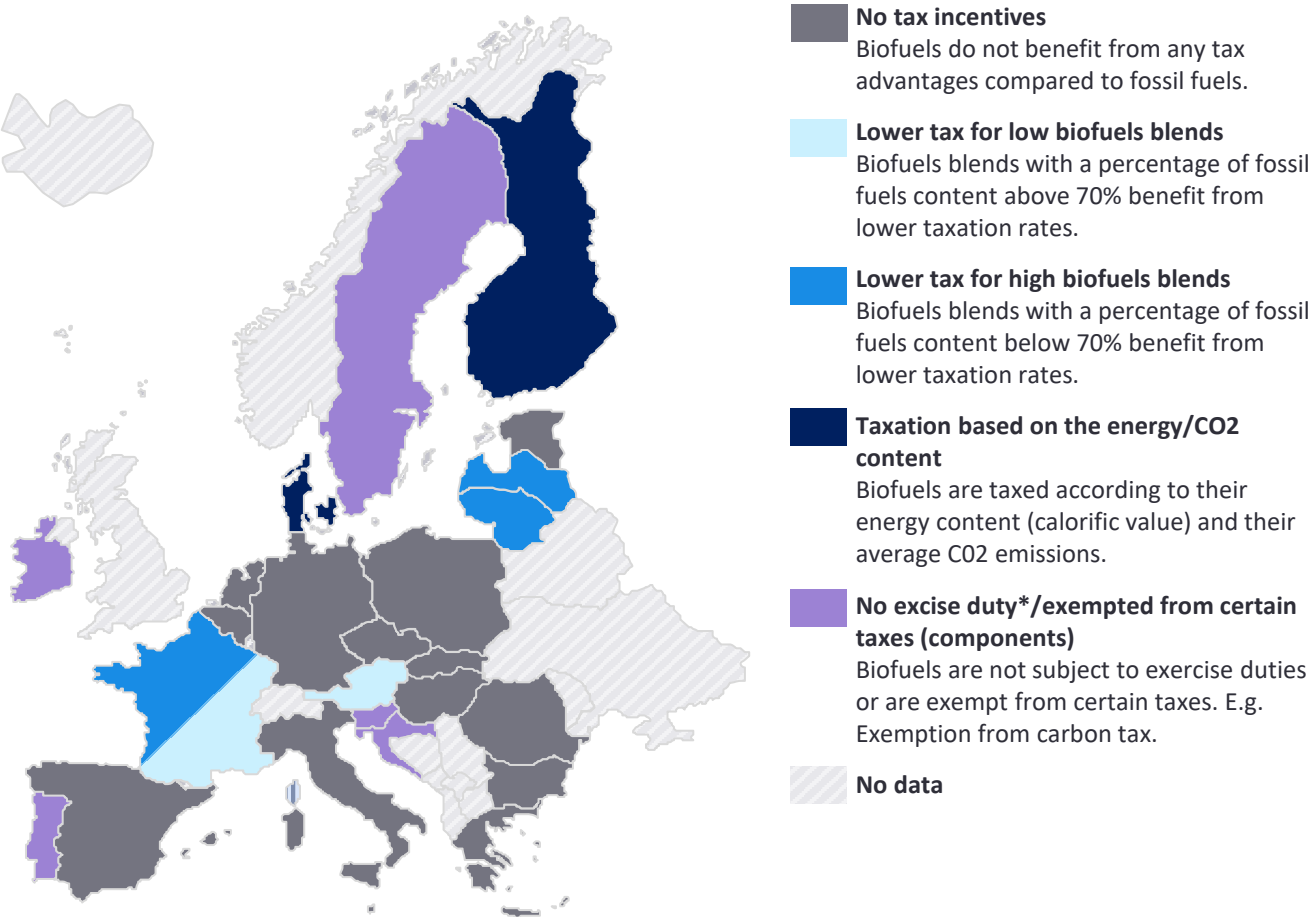 No tax incentives
Biofuels do not benefit from any tax
advantages compared to fossil fuels.
Lower tax for low biofuels blends
Biofuels blends with a percentage of fossil
fuels content above 70% benefit from
lower taxation rates.
Lower tax for high biofuels blends
Biofuels blends with a percentage of fossil
fuels content below 70% benefit from
lower taxation rates.
Taxation based on the energy/CO2
content
Biofuels are taxed according to their
energy content (calorific value) and their
average C02 emissions.
No excise duty*/exempted from certain
taxes (components)
Biofuels are not subject to exercise duties
or are exempt from certain taxes. E.g.
Exemption from carbon tax.
No data